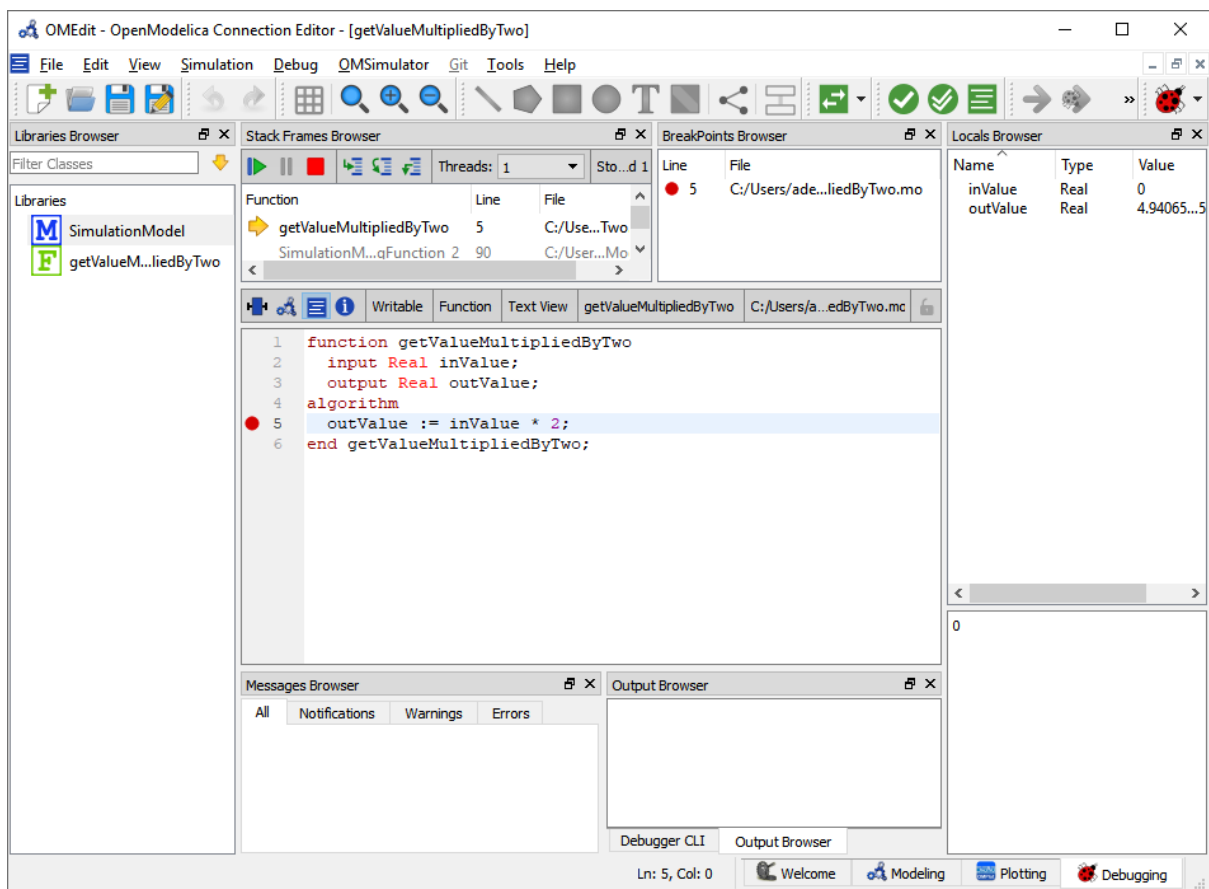 OMEdit - OpenModelica Connection Editor - [getValueMultipliedByTwo]
File Edit View Simulation Debug OMSimulator Git Tools Help
T »
Libraries Browser
Filter Classes
Libraries
M SimulationModel
F getValueM...liedByTwo
Stack Frames Browser
Threads: 1 Sto...d 1
Function Line File
getValueMultipliedByTwo 5 C:/Use...Two
SimulationM...qFunction_2 90 C:/User...Mo
BreakPoints Browser
Line File
5 C:/Users/ade...liedByTwo.mo
Locals Browser
Name Type Value
inValue Real 0
outValue Real 4.94065...5
0
Writable Function Text View getValueMultipliedByTwo C:/Users/a...edByTwo.mo
1 function getValueMultipliedByTwo
2 input Real inValue;
3 output Real outValue;
4 algorithm
5 outValue := inValue * 2;
6 end getValueMultipliedByTwo;
Messages Browser
All Notifications Warnings Errors
Output Browser
Debugger CLI Output Browser
Ln: 5, Col: 0 Welcome Modeling Plotting Debugging